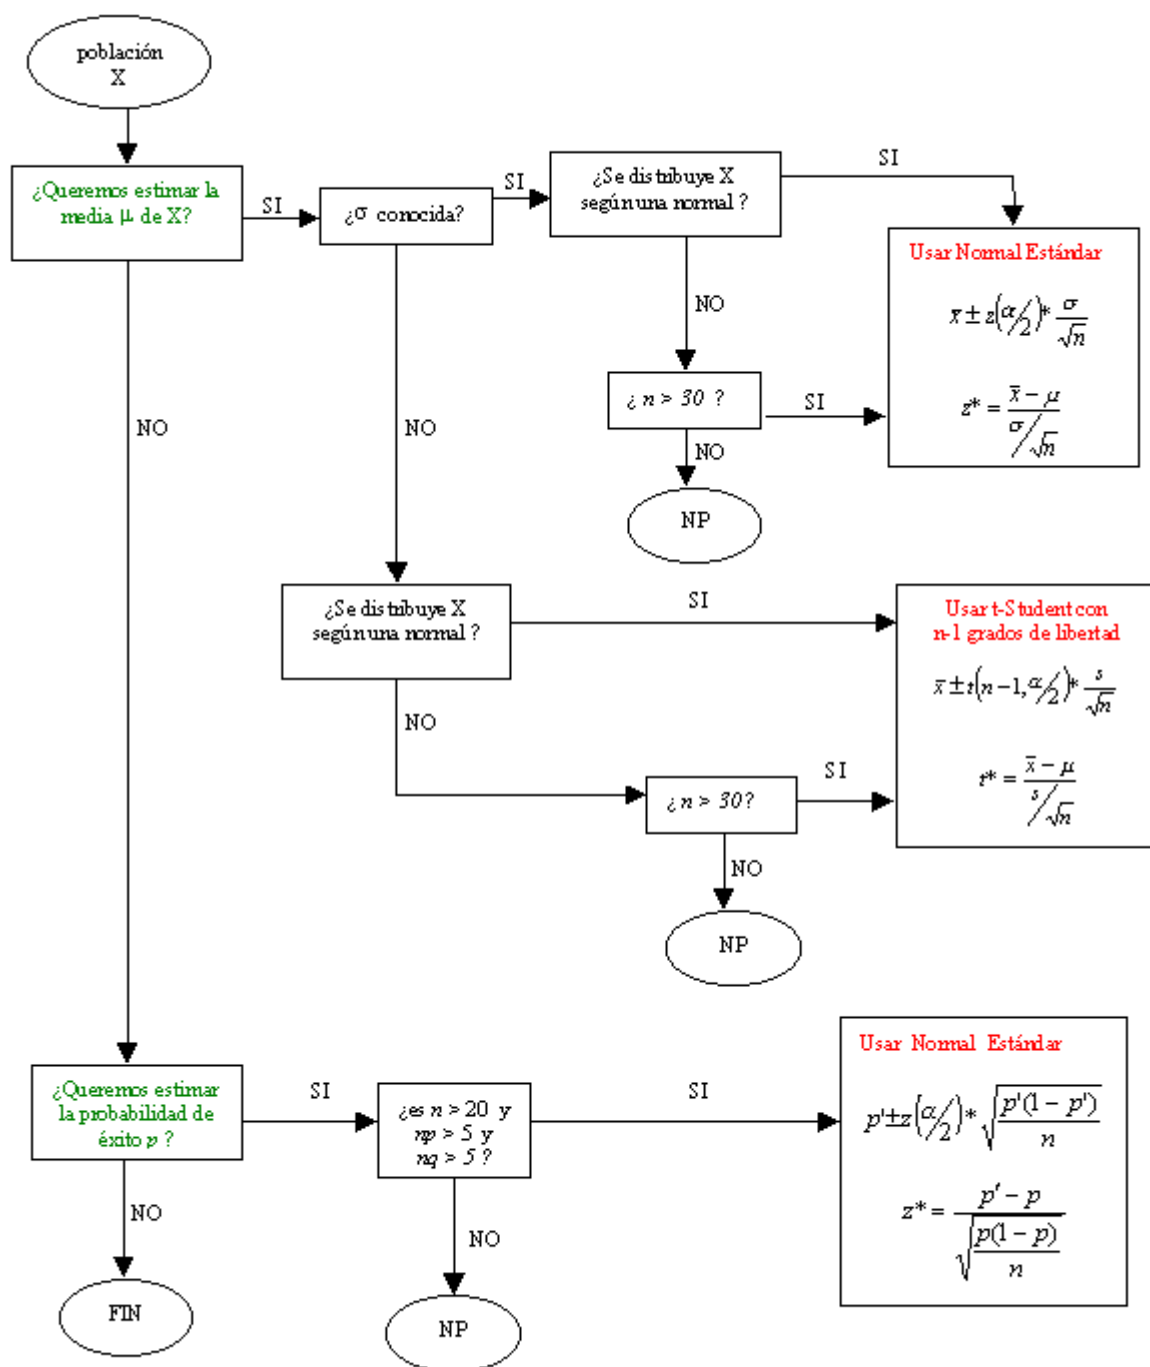 población
X
¿Queremos estimar la
media μ de X?
SI
¿σ conocida?
SI
¿Se distribuye X
según una normal ?
SI
Usar Normal Estándar
x̄ ± z(α/2)* σ/√n
z* = (x̄ − μ)/(σ/√n)
NO
¿ n > 30 ?
SI
NO
NP
NO
NO
¿Se distribuye X
según una normal ?
SI
Usar t-Student con
n-1 grados de libertad
x̄ ± t(n−1, α/2)* s/√n
t* = (x̄ − μ)/(s/√n)
NO
¿ n > 30?
SI
NO
NP
¿Queremos estimar
la probabilidad de
éxito p ?
SI
¿es n > 20 y
np > 5 y
nq > 5 ?
SI
Usar Normal Estándar
p' ± z(α/2)* √(p'(1 − p')/n)
z* = (p' − p)/√(p(1 − p)/n)
NO
FIN
NO
NP